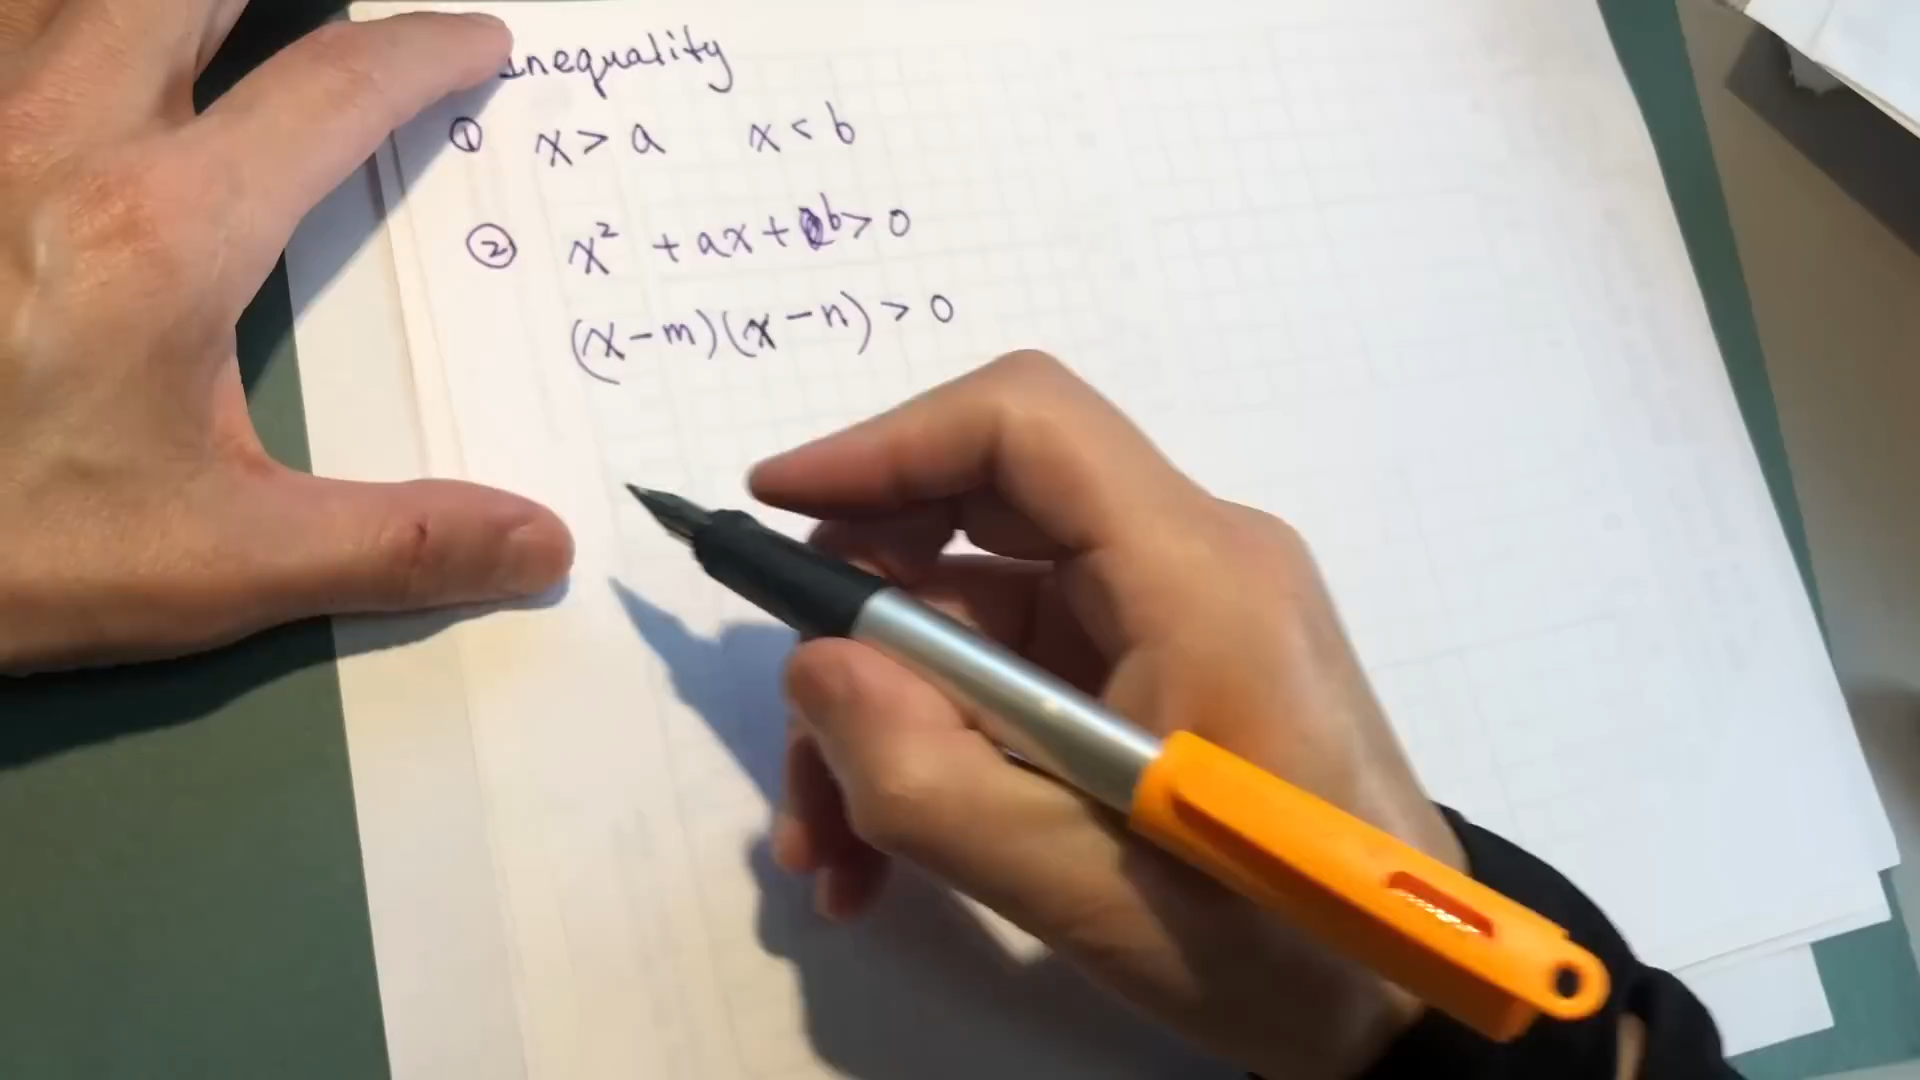 Inequality
① x > a x < b
② x² + ax + b > 0
(x - m)(x - n) > 0